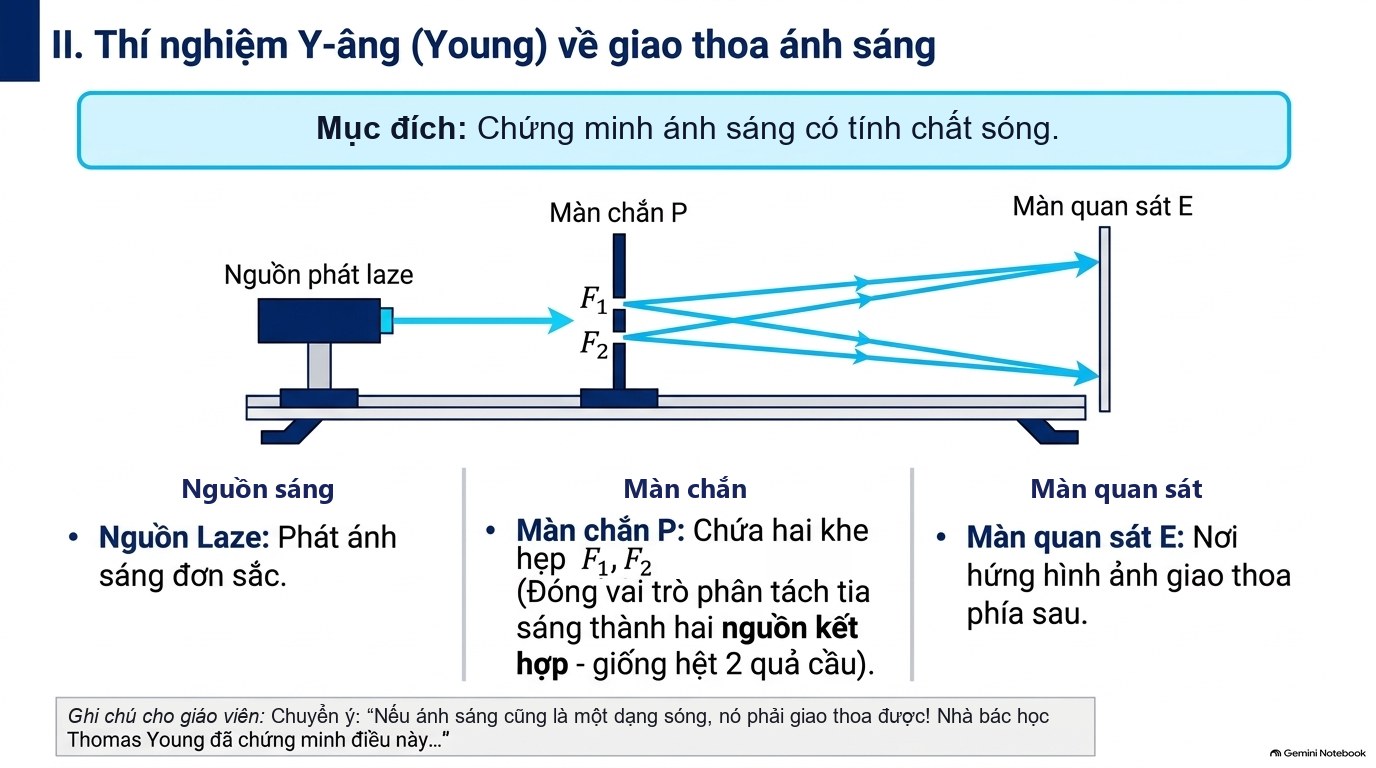 II. Thí nghiệm Y-âng (Young) về giao thoa ánh sáng
Mục đích: Chứng minh ánh sáng có tính chất sóng.
Màn chắn P
Màn quan sát E
Nguồn phát laze
F₁
F₂
Nguồn sáng
• Nguồn Laze: Phát ánh
sáng đơn sắc.
Màn chắn
• Màn chắn P: Chứa hai khe
hẹp F₁, F₂
(Đóng vai trò phân tách tia
sáng thành hai nguồn kết
hợp - giống hệt 2 quả cầu).
Màn quan sát
• Màn quan sát E: Nơi
hứng hình ảnh giao thoa
phía sau.
Ghi chú cho giáo viên: Chuyển ý: “Nếu ánh sáng cũng là một dạng sóng, nó phải giao thoa được! Nhà bác học
Thomas Young đã chứng minh điều này…”
Gemini Notebook